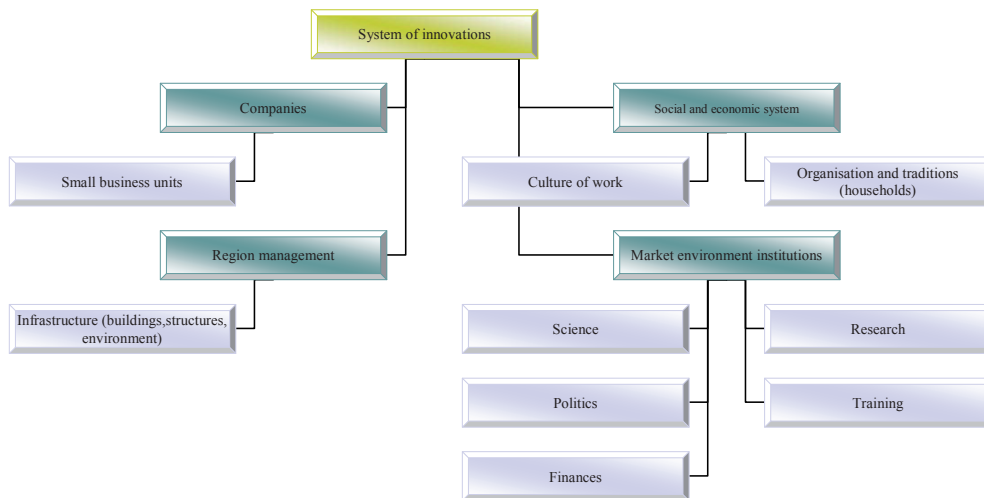 System of innovations
Companies
Social and economic system
Small business units
Culture of work
Organisation and traditions
(households)
Region management
Market environment institutions
Infrastructure (buildings,structures,
environment)
Science
Research
Politics
Training
Finances